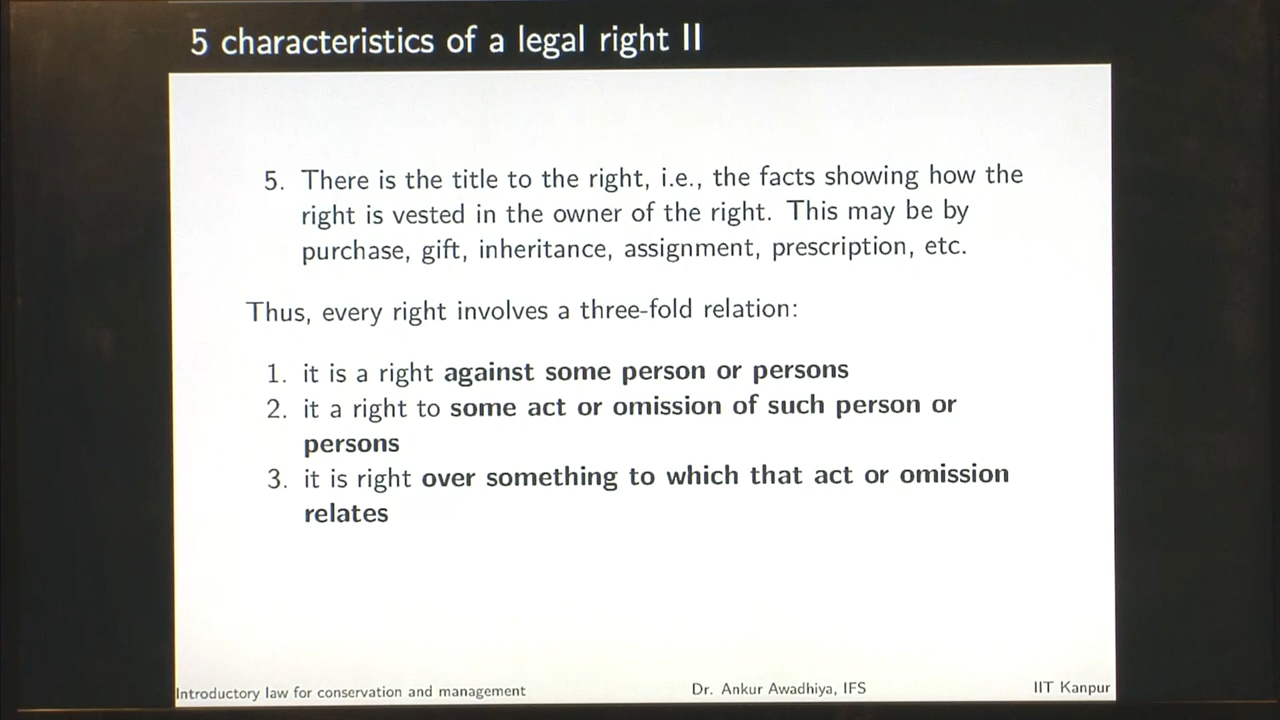 5 characteristics of a legal right II
5. There is the title to the right, i.e., the facts showing how the
right is vested in the owner of the right. This may be by
purchase, gift, inheritance, assignment, prescription, etc.
Thus, every right involves a three-fold relation:
1. it is a right against some person or persons
2. it a right to some act or omission of such person or
persons
3. it is right over something to which that act or omission
relates
Introductory law for conservation and management Dr. Ankur Awadhiya, IFS IIT Kanpur